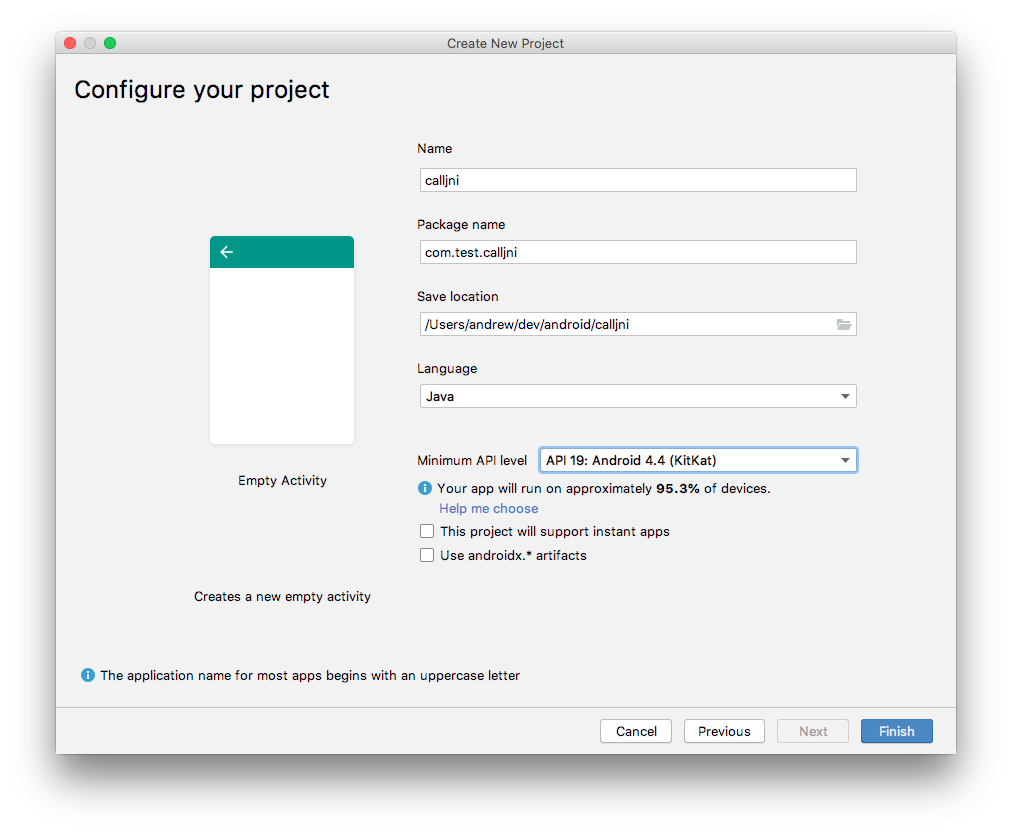 Create New Project
Configure your project
Name
calljni
Package name
com.test.calljni
Save location
/Users/andrew/dev/android/calljni
Language
Java
Minimum API level API 19: Android 4.4 (KitKat)
Your app will run on approximately 95.3% of devices.
Help me choose
This project will support instant apps
Use androidx.* artifacts
Empty Activity
Creates a new empty activity
The application name for most apps begins with an uppercase letter
Cancel Previous Next Finish